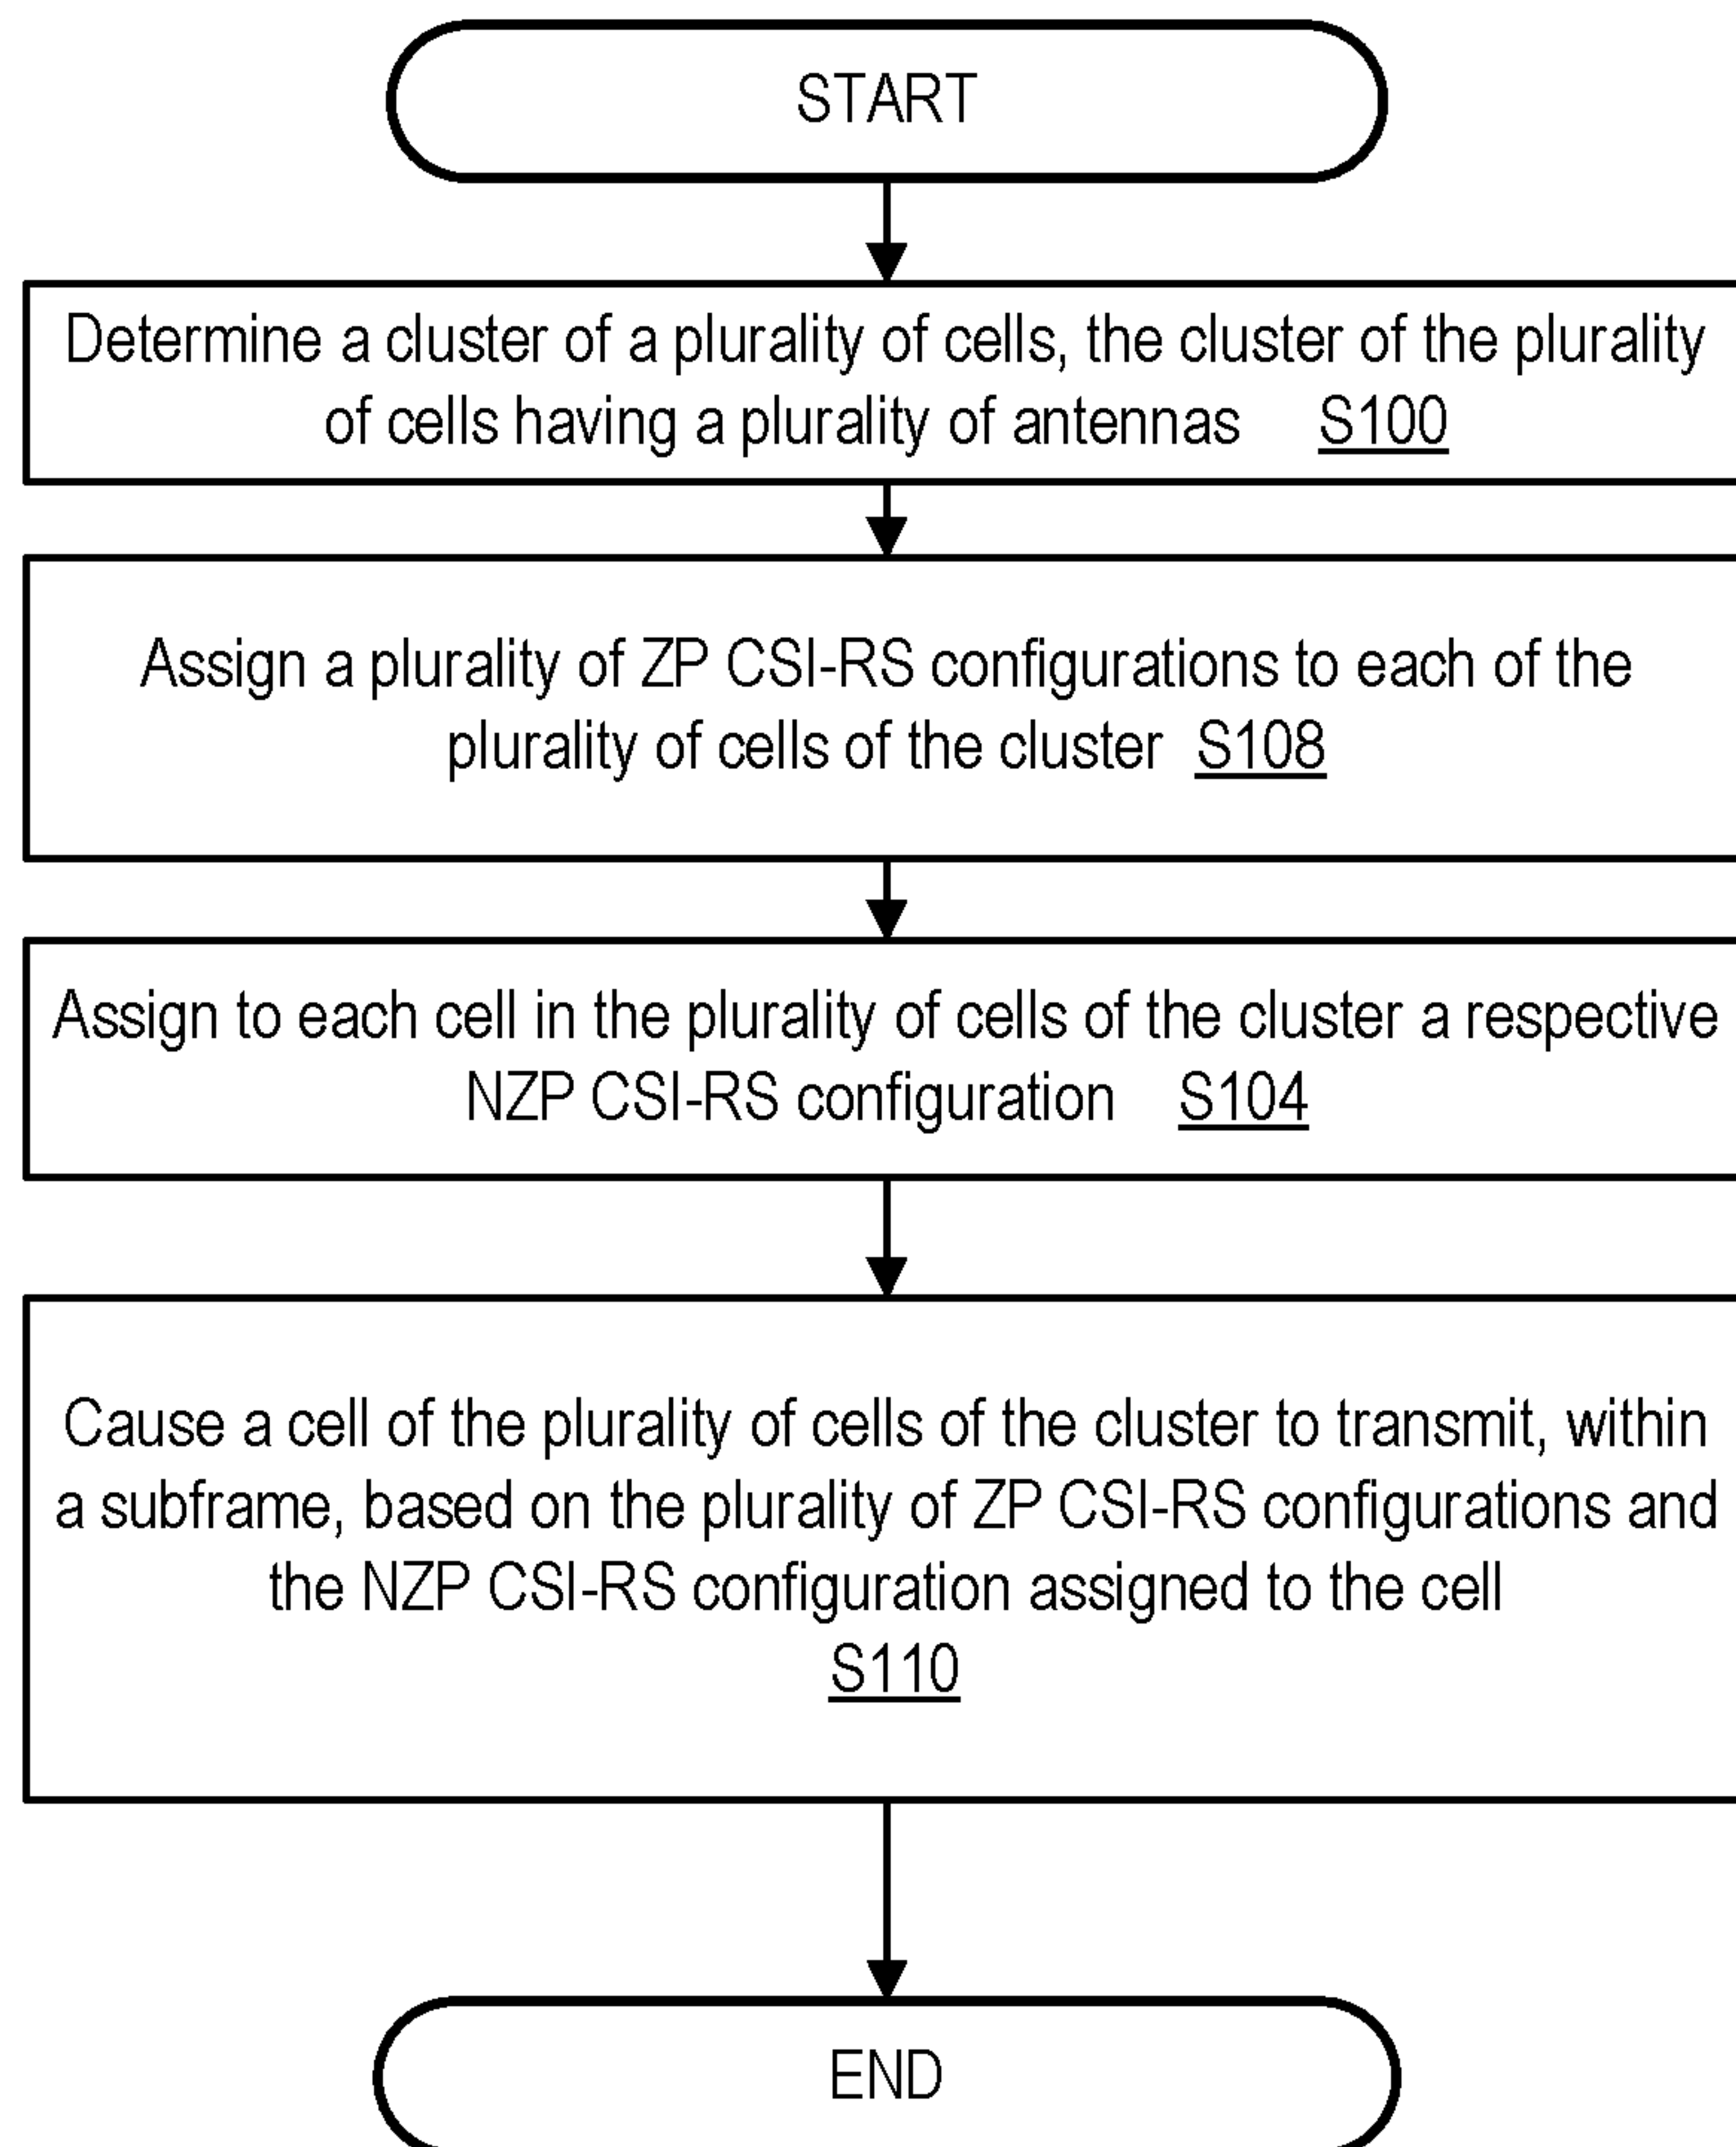 START
Determine a cluster of a plurality of cells, the cluster of the plurality
of cells having a plurality of antennas S100
Assign a plurality of ZP CSI-RS configurations to each of the
plurality of cells of the cluster S108
Assign to each cell in the plurality of cells of the cluster a respective
NZP CSI-RS configuration S104
Cause a cell of the plurality of cells of the cluster to transmit, within
a subframe, based on the plurality of ZP CSI-RS configurations and
the NZP CSI-RS configuration assigned to the cell
S110
END